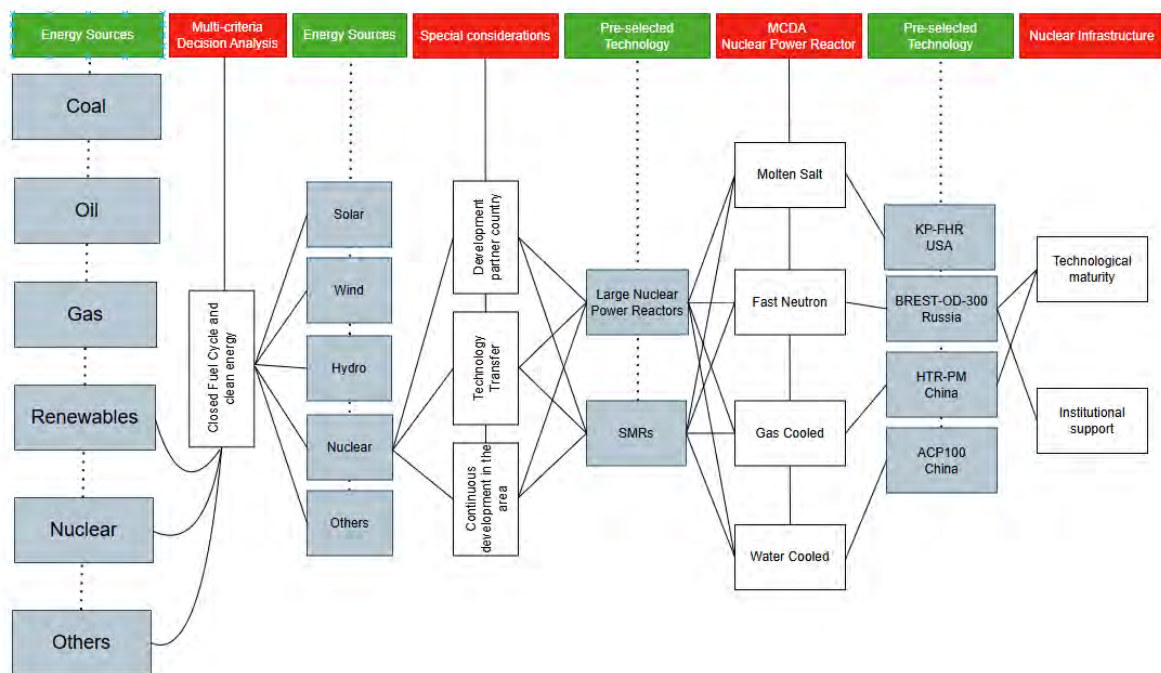 Energy Sources
Multi-criteria
Decision Analysis
Energy Sources
Special considerations
Pre-selected
Technology
MCDA
Nuclear Power Reactor
Pre-selected
Technology
Nuclear Infrastructure
Coal
Oil
Gas
Renewables
Nuclear
Others
Closed Fuel Cycle and
clean energy
Solar
Wind
Hydro
Nuclear
Others
Development
partner country
Technology
Transfer
Continuous
development in the
area
Large Nuclear
Power Reactors
SMRs
Molten Salt
Fast Neutron
Gas Cooled
Water Cooled
KP-FHR
USA
BREST-OD-300
Russia
HTR-PM
China
ACP100
China
Technological
maturity
Institutional
support